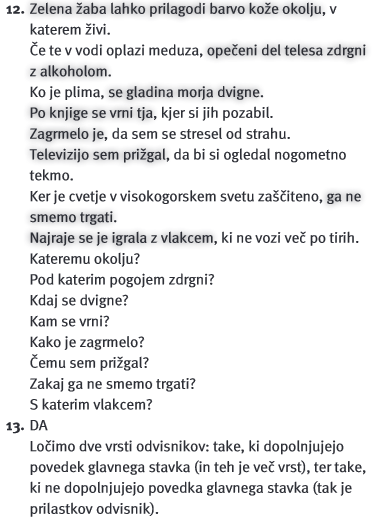 12. Zelena žaba lahko prilagodi barvo kože okolju, v
katerem živi.
Če te v vodi oplazi meduza, opečeni del telesa zdrgni
z alkoholom.
Ko je plima, se gladina morja dvigne.
Po knjige se vrni tja, kjer si jih pozabil.
Zagrmelo je, da sem se stresel od strahu.
Televizijo sem prižgal, da bi si ogledal nogometno
tekmo.
Ker je cvetje v visokogorskem svetu zaščiteno, ga ne
smemo trgati.
Najraje se je igrala z vlakcem, ki ne vozi več po tirih.
Kateremu okolju?
Pod katerim pogojem zdrgni?
Kdaj se dvigne?
Kam se vrni?
Kako je zagrmelo?
Čemu sem prižgal?
Zakaj ga ne smemo trgati?
S katerim vlakcem?
13. DA
Ločimo dve vrsti odvisnikov: take, ki dopolnjujejo
povedek glavnega stavka (in teh je več vrst), ter take,
ki ne dopolnjujejo povedka glavnega stavka (tak je
prilastkov odvisnik).